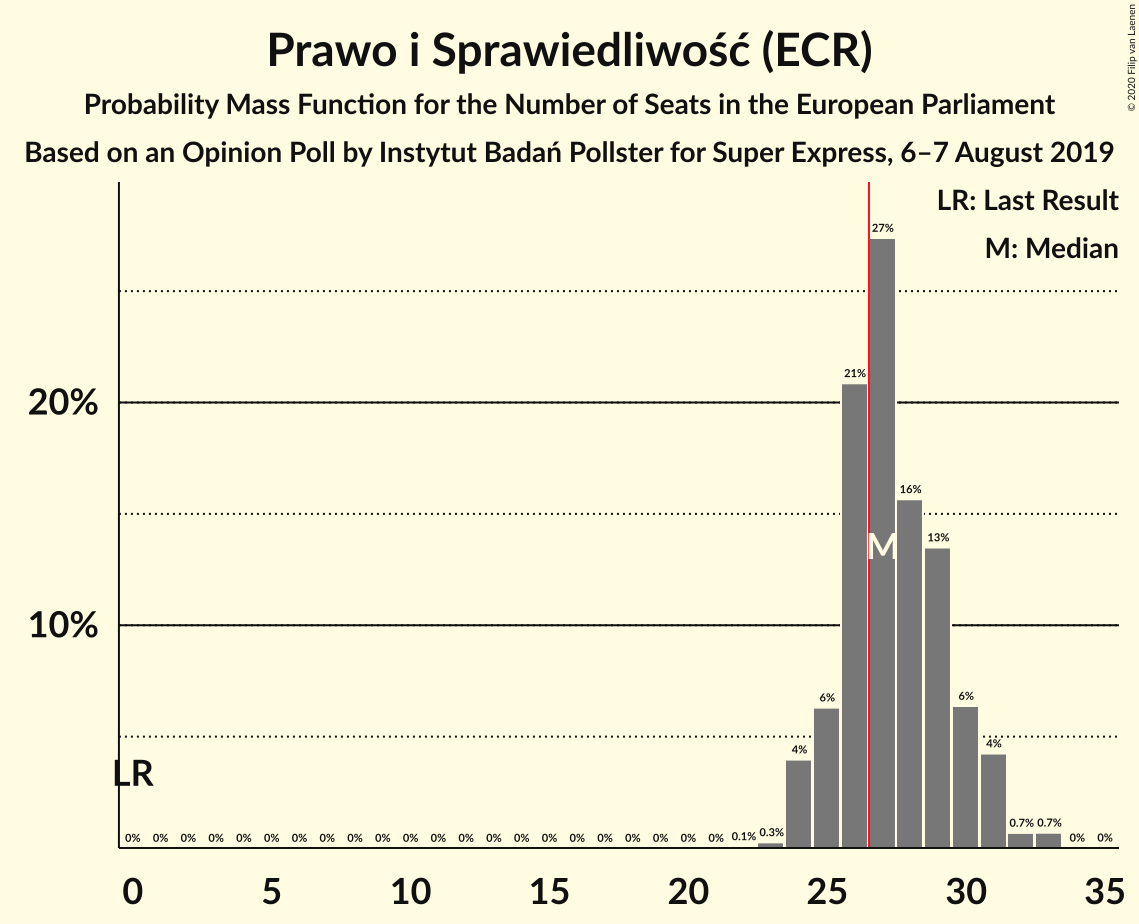 Prawo i Sprawiedliwość (ECR)
Probability Mass Function for the Number of Seats in the European Parliament
Based on an Opinion Poll by Instytut Badań Pollster for Super Express, 6–7 August 2019
© 2020 Filip van Laenen
LR: Last Result
M: Median
27%
21%
20%
16%
13%
M
10%
6%
6%
4%
4%
LR
0% 0% 0% 0% 0% 0% 0% 0% 0% 0% 0% 0% 0% 0% 0% 0% 0% 0% 0% 0% 0% 0% 0.1% 0.3% 0.7% 0.7% 0% 0%
0 5 10 15 20 25 30 35